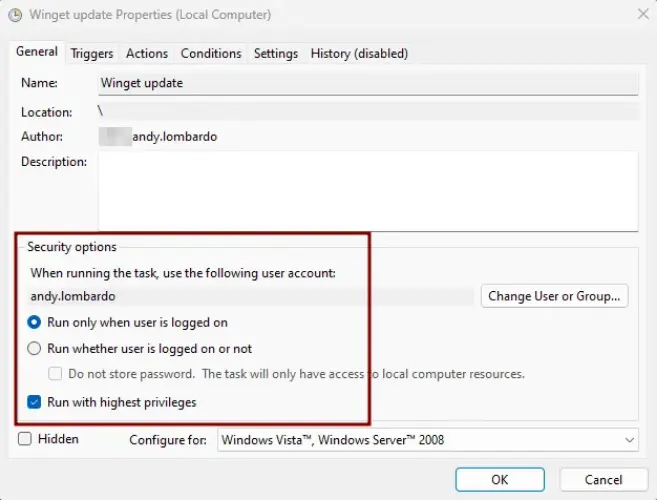 Winget update Properties (Local Computer)
General Triggers Actions Conditions Settings History (disabled)
Name: Winget update
Location: \
Author: andy.lombardo
Description:
Security options
When running the task, use the following user account:
andy.lombardo Change User or Group...
Run only when user is logged on
Run whether user is logged on or not
Do not store password. The task will only have access to local computer resources.
Run with highest privileges
Hidden Configure for: Windows Vista™, Windows Server™ 2008
OK Cancel